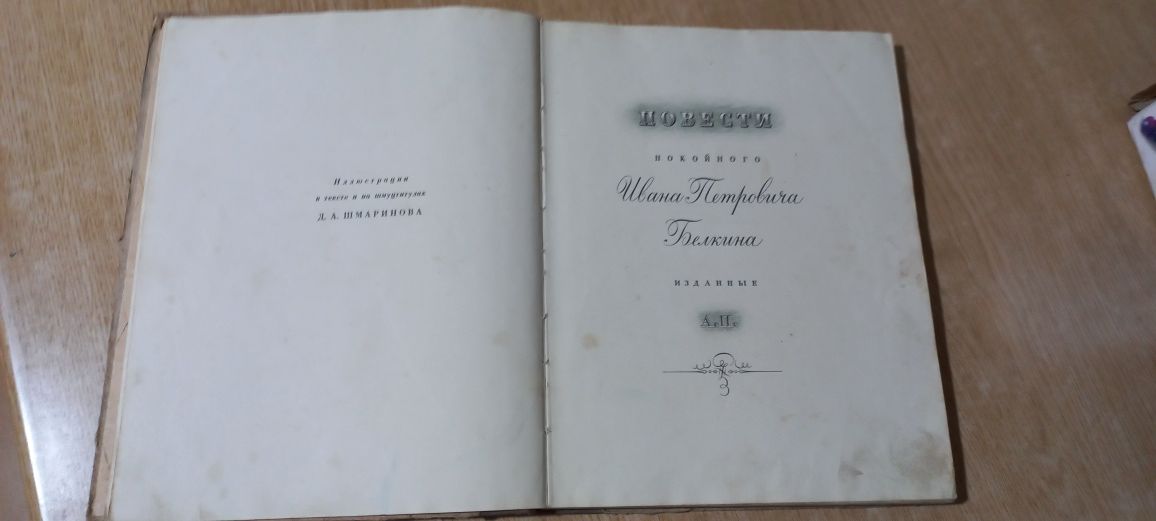 Иллюстрации
в тексте и на шмуцтитулах
Д. А. ШМАРИНОВА
ПОВЕСТИ
ПОКОЙНОГО
Ивана Петровича
Белкина
ИЗДАННЫЕ
А. П.